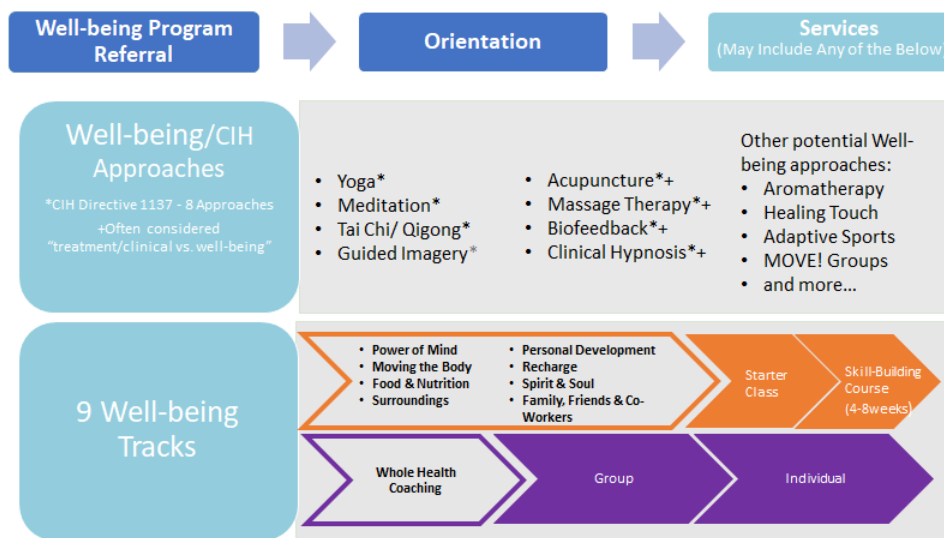 Well-being Program
Referral
Orientation
Services
(May Include Any of the Below)
Well-being/CIH
Approaches
*CIH Directive 1137 - 8 Approaches
+Often considered
"treatment/clinical vs. well-being"
• Yoga*
• Meditation*
• Tai Chi/ Qigong*
• Guided Imagery*
• Acupuncture*+
• Massage Therapy*+
• Biofeedback*+
• Clinical Hypnosis*+
Other potential Well-
being approaches:
• Aromatherapy
• Healing Touch
• Adaptive Sports
• MOVE! Groups
• and more...
9 Well-being
Tracks
• Power of Mind
• Moving the Body
• Food & Nutrition
• Surroundings
• Personal Development
• Recharge
• Spirit & Soul
• Family, Friends & Co-
Workers
Starter
Class
Skill-Building
Course
(4-8weeks)
Whole Health
Coaching
Group
Individual